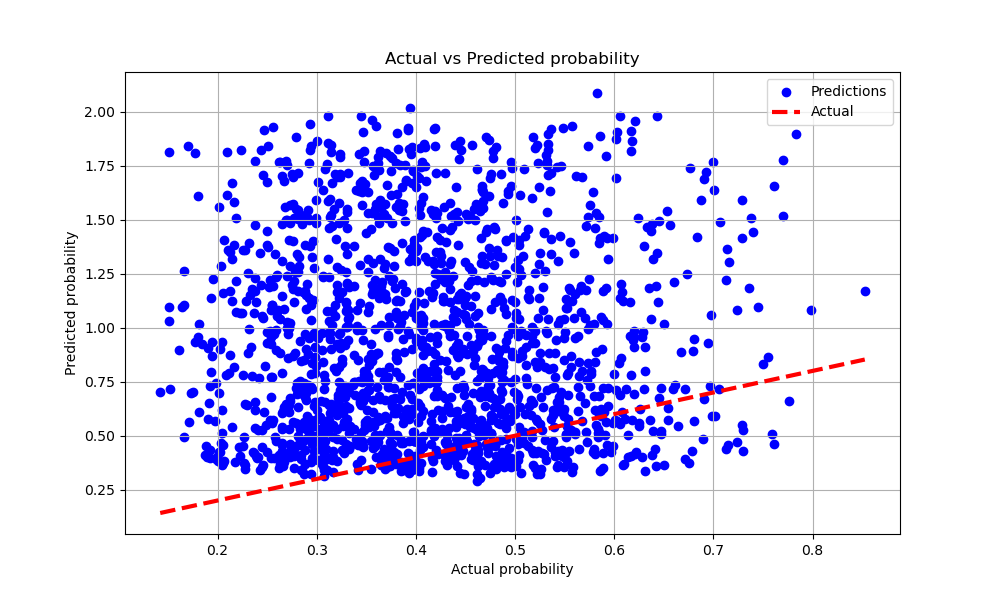 Actual vs Predicted probability
Predictions
Actual
Predicted probability
2.00
1.75
1.50
1.25
1.00
0.75
0.50
0.25
0.2 0.3 0.4 0.5 0.6 0.7 0.8
Actual probability